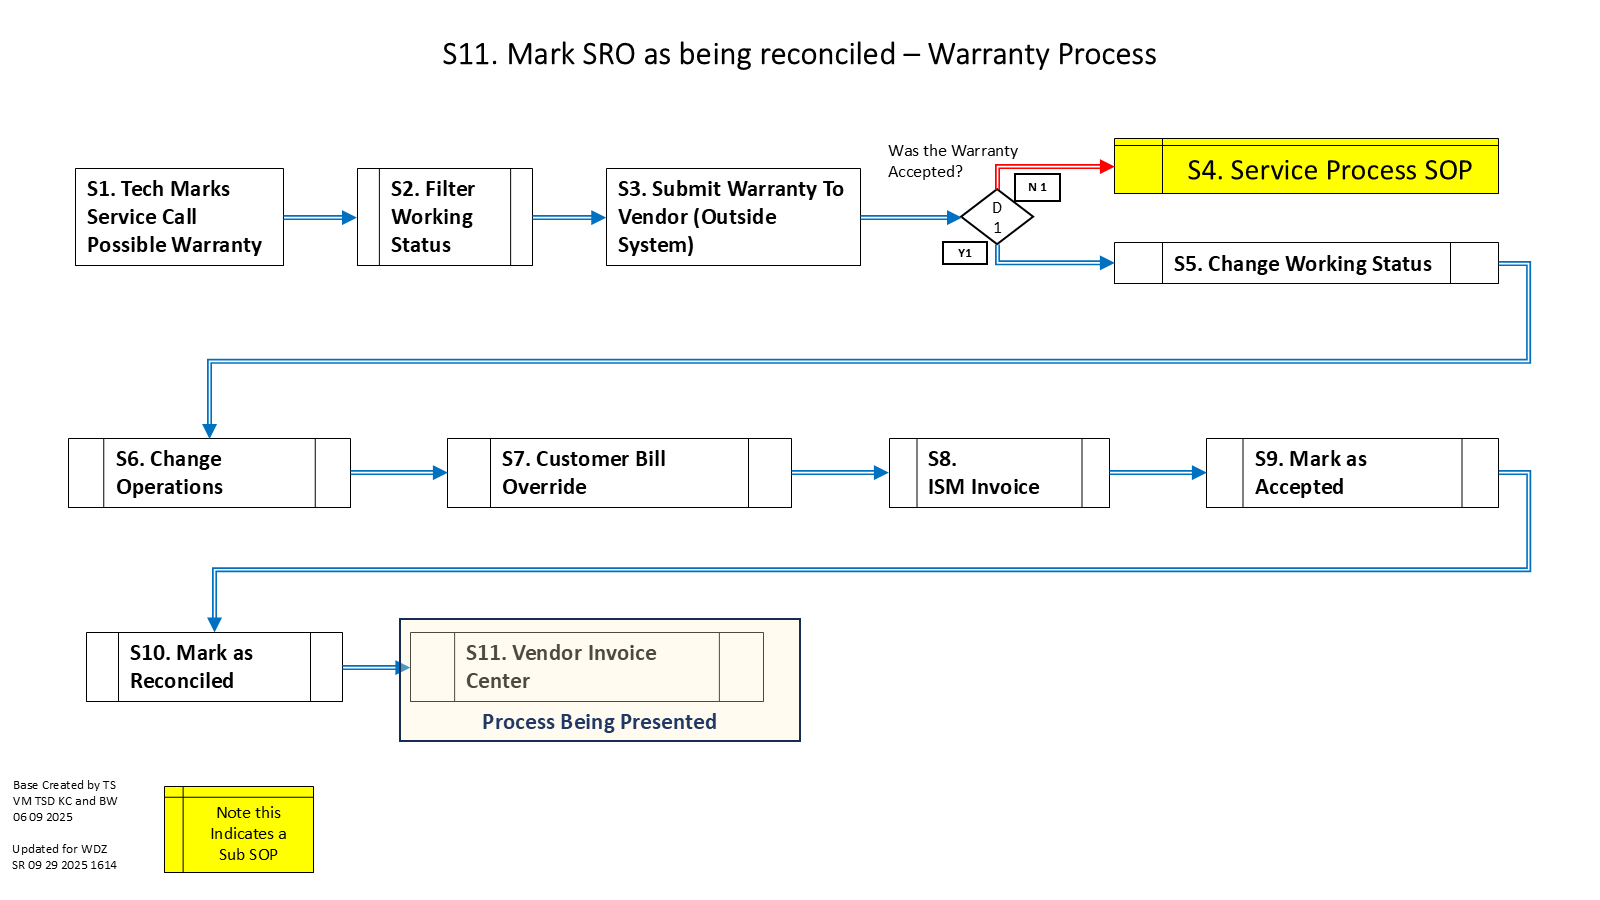 S11. Mark SRO as being reconciled – Warranty Process
Was the Warranty
Accepted?
S1. Tech Marks
Service Call
Possible Warranty
S2. Filter
Working
Status
S3. Submit Warranty To
Vendor (Outside
System)
D
1
N 1
Y1
S4. Service Process SOP
S5. Change Working Status
S6. Change
Operations
S7. Customer Bill
Override
S8.
ISM Invoice
S9. Mark as
Accepted
S10. Mark as
Reconciled
S11. Vendor Invoice
Center
Process Being Presented
Base Created by TS
VM TSD KC and BW
06 09 2025
Updated for WDZ
SR 09 29 2025 1614
Note this
Indicates a
Sub SOP